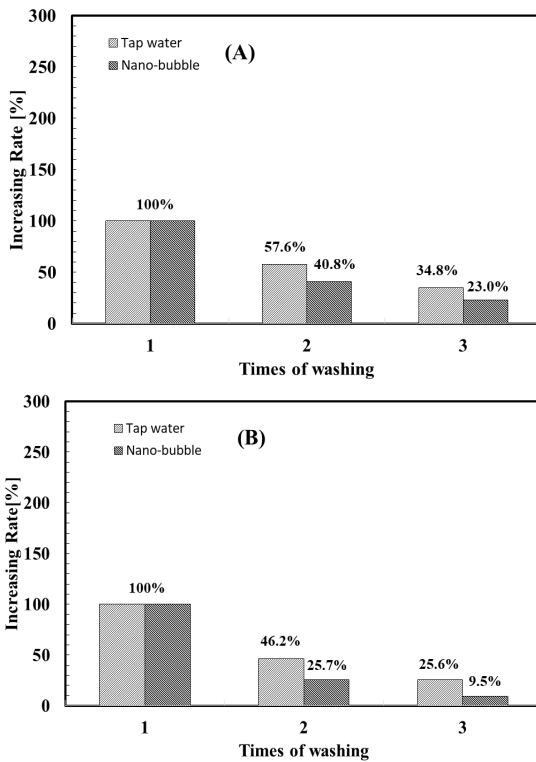 300
Tap water
(A)
Nano-bubble
250
200
150
100%
100
57.6%
40.8%
50
34.8%
23.0%
0
1 2 3
Times of washing
Increasing Rate [%]
300
Tap water
(B)
Nano-bubble
250
200
150
100%
100
46.2%
50
25.7%
25.6%
9.5%
0
1 2 3
Times of washing
Increasing Rate[%]